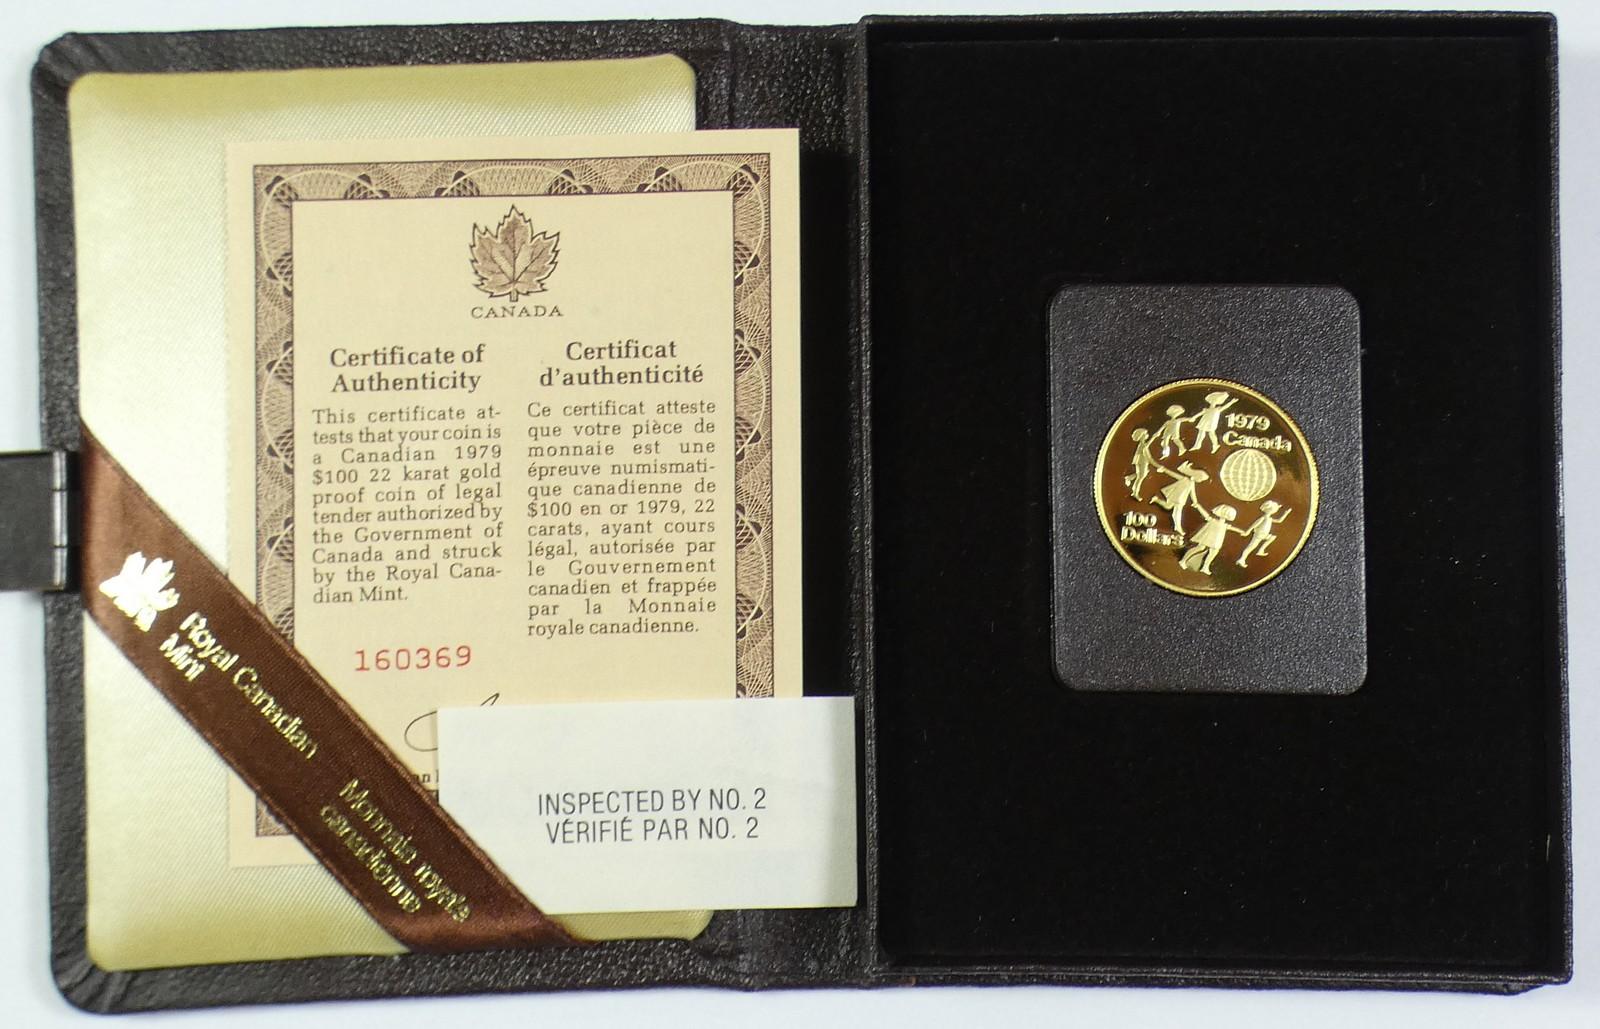 CANADA
Certificate of
Authenticity
This certificate at-
tests that your coin is
a Canadian 1979
$100 22 karat gold
proof coin of legal
tender authorized by
the Government of
Canada and struck
by the Royal Cana-
dian Mint.
160369
Certificat
d'authenticité
Ce certificat atteste
que votre pièce de
monnaie est une
épreuve numismati-
que canadienne de
$100 en or 1979, 22
carats, ayant cours
légal, autorisée par
le Gouvernement
canadien et frappée
par la Monnaie
royale canadienne.
Royal Canadian
Mint
Monnaie royale
canadienne
INSPECTED BY NO. 2
VÉRIFIÉ PAR NO. 2
1979
Canada
100
Dollars